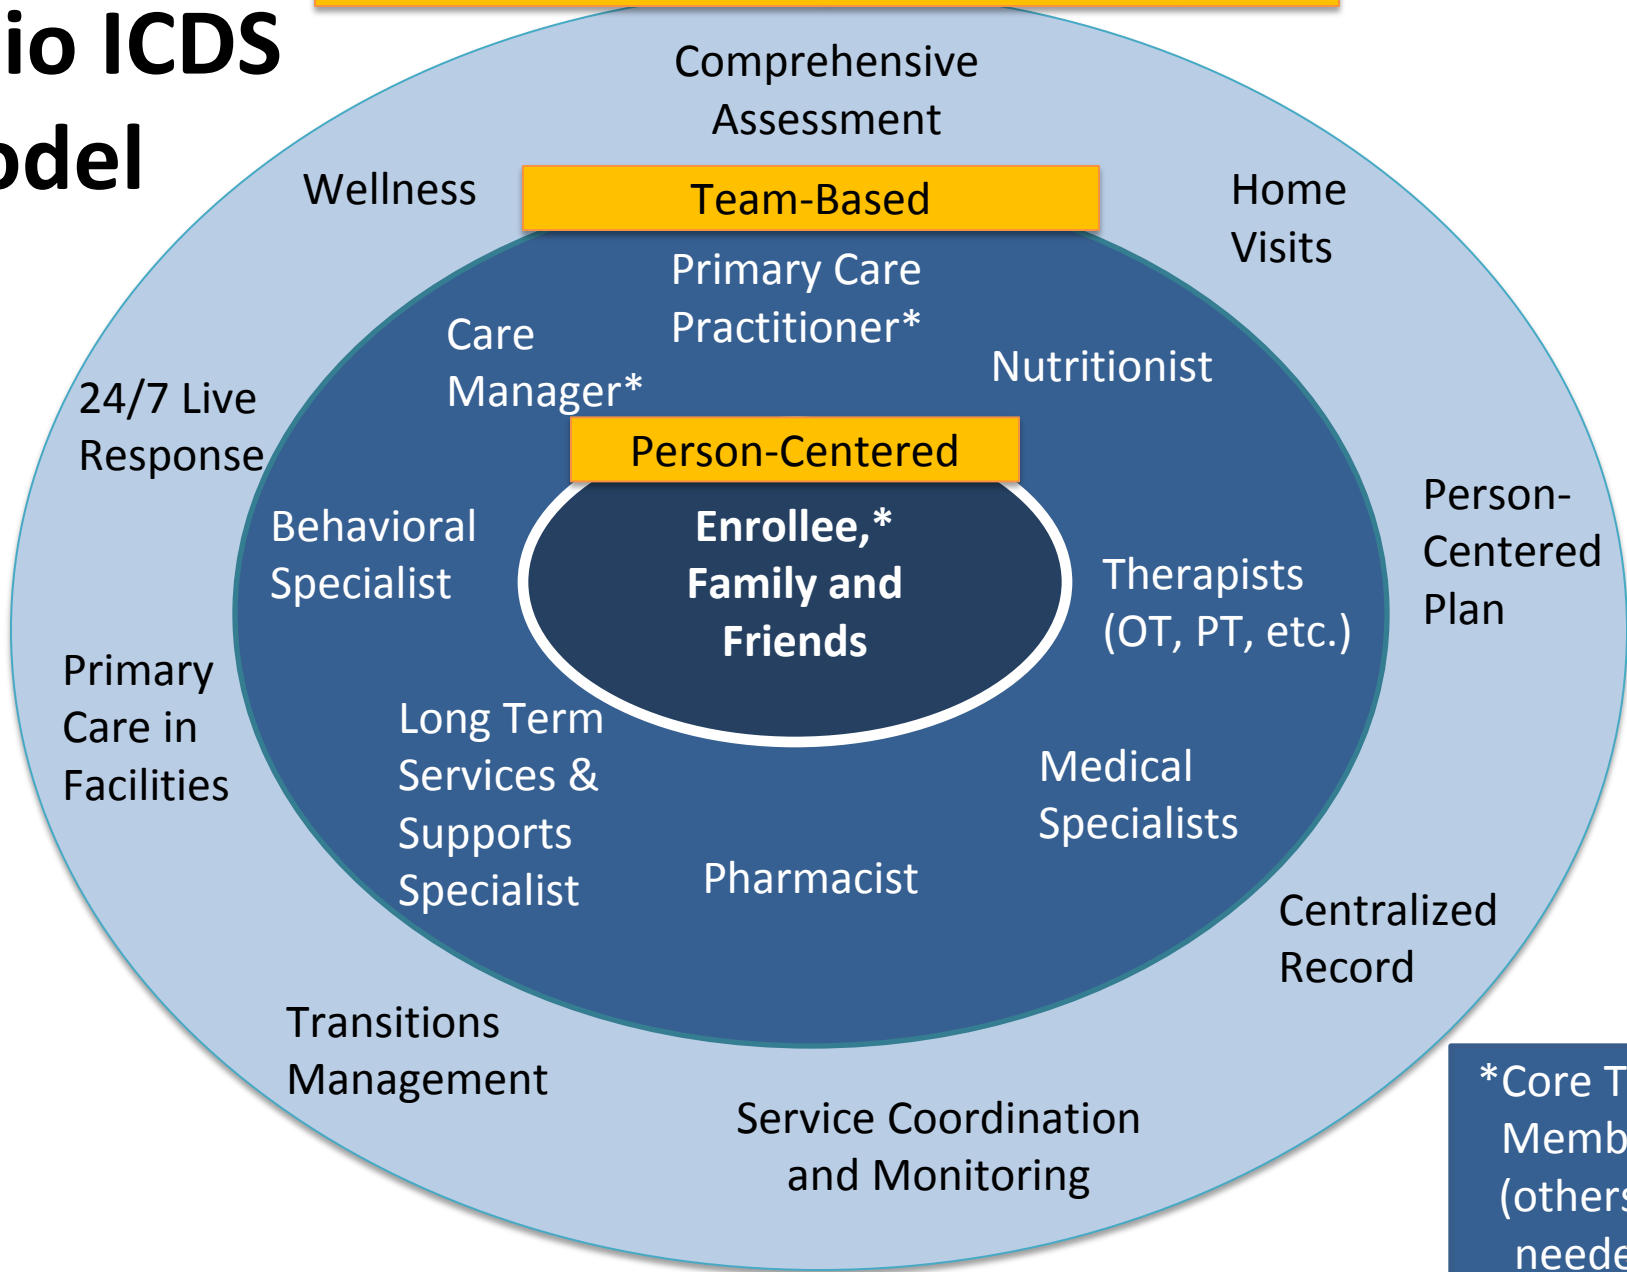 io ICDS
odel
Comprehensive
Assessment
Wellness
Team-Based
Home
Visits
Primary Care
Practitioner*
Care
Manager*
Nutritionist
24/7 Live
Response
Person-Centered
Person-
Centered
Plan
Behavioral
Specialist
Enrollee,*
Family and
Friends
Therapists
(OT, PT, etc.)
Primary
Care in
Facilities
Long Term
Services &
Supports
Specialist
Medical
Specialists
Pharmacist
Centralized
Record
Transitions
Management
Service Coordination
and Monitoring
*Core T
Memb
(others
neede